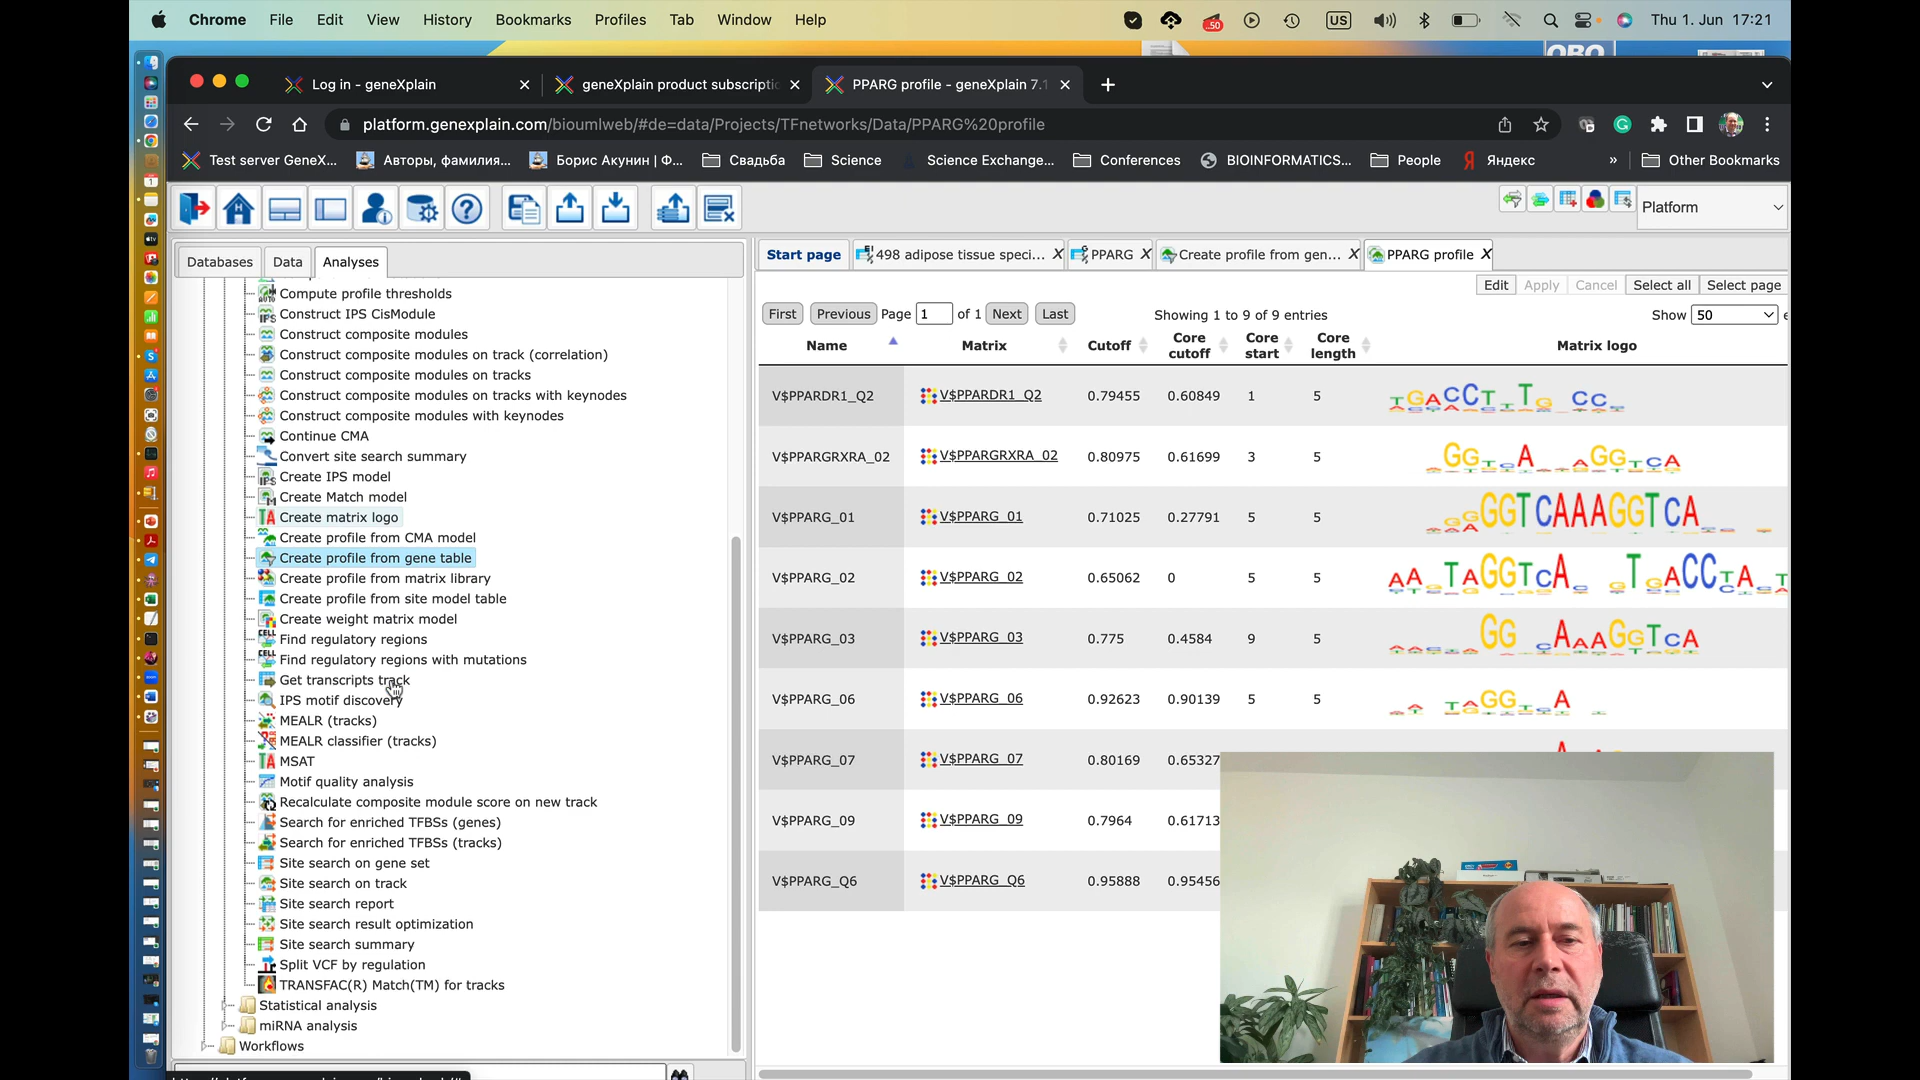 Chrome File Edit View History Bookmarks Profiles Tab Window Help
50 US Thu 1. Jun 17:21
Log in - geneXplain
geneXplain product subscripti
PPARG profile - geneXplain 7.1
platform.genexplain.com/bioumlweb/#de=data/Projects/TFnetworks/Data/PPARG%20profile
Test server GeneX... Авторы, фамилия... Борис Акунин | Ф... Свадьба Science Science Exchange... Conferences BIOINFORMATICS... People Яндекс » Other Bookmarks
Platform
Databases Data Analyses
Compute profile thresholds
Construct IPS CisModule
Construct composite modules
Construct composite modules on track (correlation)
Construct composite modules on tracks
Construct composite modules on tracks with keynodes
Construct composite modules with keynodes
Continue CMA
Convert site search summary
Create IPS model
Create Match model
Create matrix logo
Create profile from CMA model
Create profile from gene table
Create profile from matrix library
Create profile from site model table
Create weight matrix model
Find regulatory regions
Find regulatory regions with mutations
Get transcripts track
IPS motif discovery
MEALR (tracks)
MEALR classifier (tracks)
MSAT
Motif quality analysis
Recalculate composite module score on new track
Search for enriched TFBSs (genes)
Search for enriched TFBSs (tracks)
Site search on gene set
Site search on track
Site search report
Site search result optimization
Site search summary
Split VCF by regulation
TRANSFAC(R) Match(TM) for tracks
Statistical analysis
miRNA analysis
Workflows
Start page 498 adipose tissue speci... X PPARG X Create profile from gen... X PPARG profile X
Edit Apply Cancel Select all Select page
First Previous Page 1 of 1 Next Last Showing 1 to 9 of 9 entries Show 50
Name Matrix Cutoff Core cutoff Core start Core length Matrix logo
V$PPARDR1_Q2 V$PPARDR1_Q2 0.79455 0.60849 1 5
V$PPARGRXRA_02 V$PPARGRXRA_02 0.80975 0.61699 3 5
V$PPARG_01 V$PPARG_01 0.71025 0.27791 5 5 GGTCAAAGGTCA
V$PPARG_02 V$PPARG_02 0.65062 0 5 5
V$PPARG_03 V$PPARG_03 0.775 0.4584 9 5
V$PPARG_06 V$PPARG_06 0.92623 0.90139 5 5
V$PPARG_07 V$PPARG_07 0.80169 0.65327
V$PPARG_09 V$PPARG_09 0.7964 0.61713
V$PPARG_Q6 V$PPARG_Q6 0.95888 0.95456